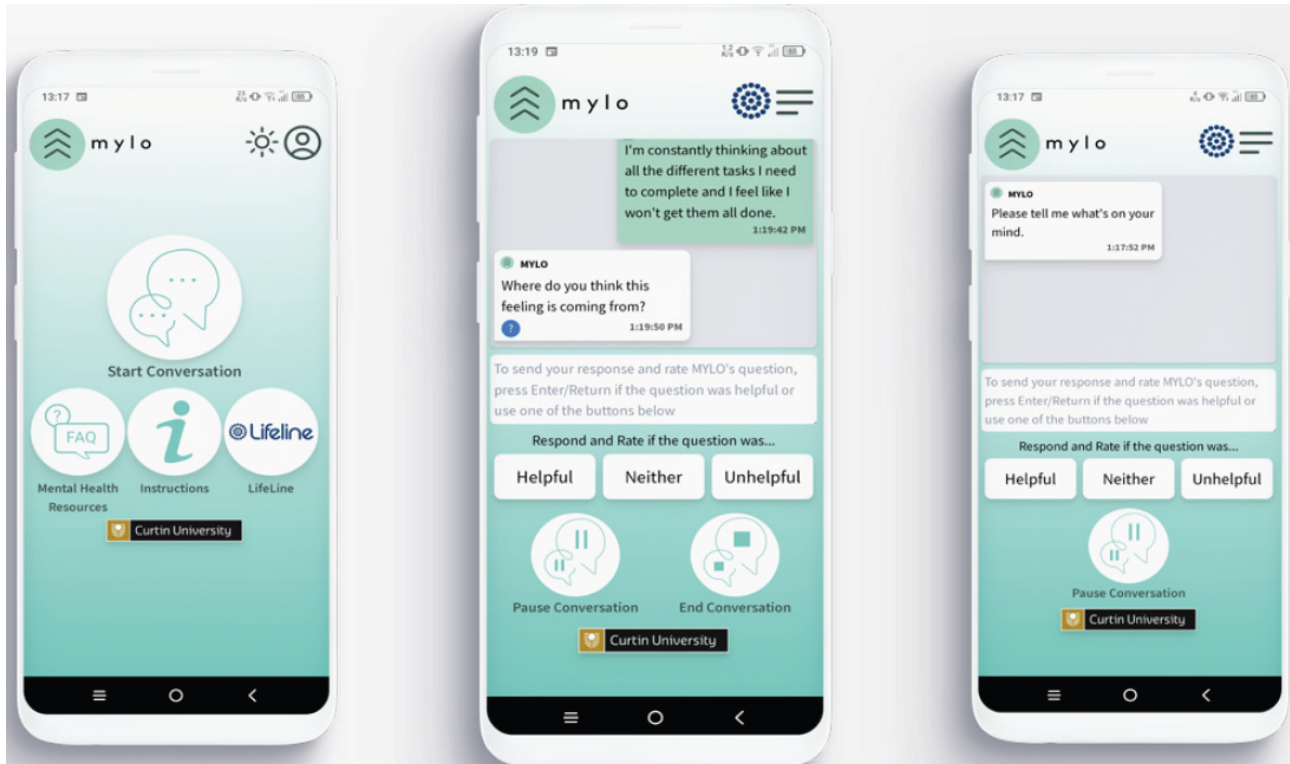 13:17
mylo
Start Conversation
?
FAQ
i
Lifeline
Mental Health
Resources
Instructions
LifeLine
Curtin University
13:19
mylo
I'm constantly thinking about
all the different tasks I need
to complete and I feel like I
won't get them all done.
1:19:42 PM
MYLO
Where do you think this
feeling is coming from?
?
1:19:50 PM
To send your response and rate MYLO's question,
press Enter/Return if the question was helpful or
use one of the buttons below
Respond and Rate if the question was...
Helpful Neither Unhelpful
Pause Conversation End Conversation
Curtin University
13:17
mylo
MYLO
Please tell me what's on your
mind.
1:17:52 PM
To send your response and rate MYLO's question,
press Enter/Return if the question was helpful or
use one of the buttons below
Respond and Rate if the question was...
Helpful Neither Unhelpful
Pause Conversation
Curtin University